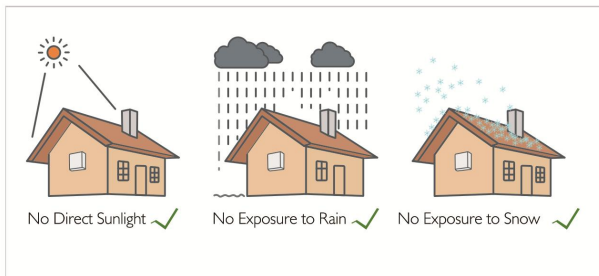 No Direct Sunlight
No Exposure to Rain
No Exposure to Snow